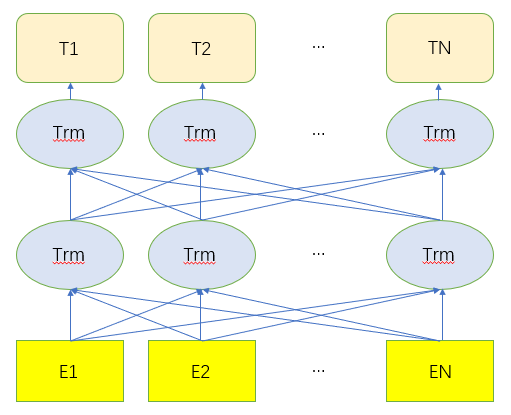 T1 T2 ... TN
Trm Trm ... Trm
Trm Trm ... Trm
E1 E2 ... EN